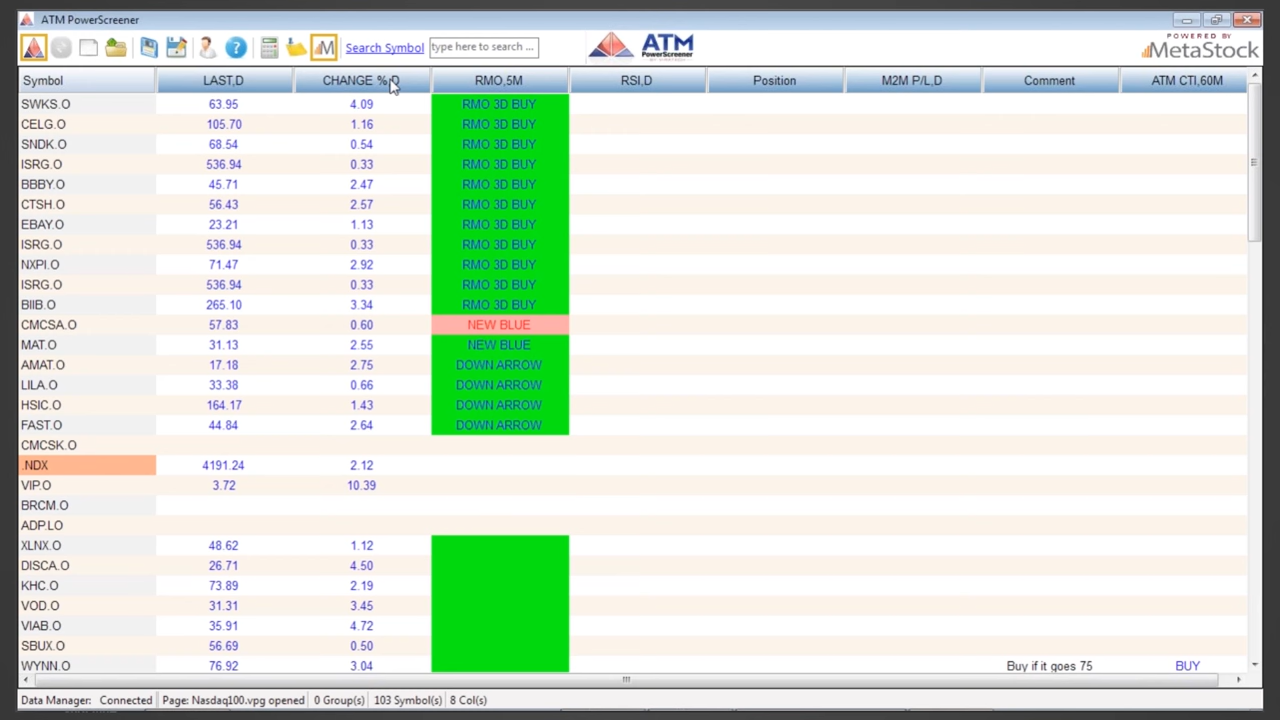 ATM PowerScreener
Search Symbol type here to search ... ATM PowerScreener POWERED BY MetaStock
Symbol LAST,D CHANGE %,D RMO,5M RSI,D Position M2M P/L,D Comment ATM CTI,60M
SWKS.O 63.95 4.09 RMO 3D BUY
CELG.O 105.70 1.16 RMO 3D BUY
SNDK.O 68.54 0.54 RMO 3D BUY
ISRG.O 536.94 0.33 RMO 3D BUY
BBBY.O 45.71 2.47 RMO 3D BUY
CTSH.O 56.43 2.57 RMO 3D BUY
EBAY.O 23.21 1.13 RMO 3D BUY
ISRG.O 536.94 0.33 RMO 3D BUY
NXPI.O 71.47 2.92 RMO 3D BUY
ISRG.O 536.94 0.33 RMO 3D BUY
BIIB.O 265.10 3.34 RMO 3D BUY
CMCSA.O 57.83 0.60 NEW BLUE
MAT.O 31.13 2.55 NEW BLUE
AMAT.O 17.18 2.75 DOWN ARROW
LILA.O 33.38 0.66 DOWN ARROW
HSIC.O 164.17 1.43 DOWN ARROW
FAST.O 44.84 2.64 DOWN ARROW
CMCSK.O
.NDX 4191.24 2.12
VIP.O 3.72 10.39
BRCM.O
ADP.LO
XLNX.O 48.62 1.12
DISCA.O 26.71 4.50
KHC.O 73.89 2.19
VOD.O 31.31 3.45
VIAB.O 35.91 4.72
SBUX.O 56.69 0.50
WYNN.O 76.92 3.04 Buy if it goes 75 BUY
Data Manager: Connected Page: Nasdaq100.vpg opened 0 Group(s) 103 Symbol(s) 8 Col(s)